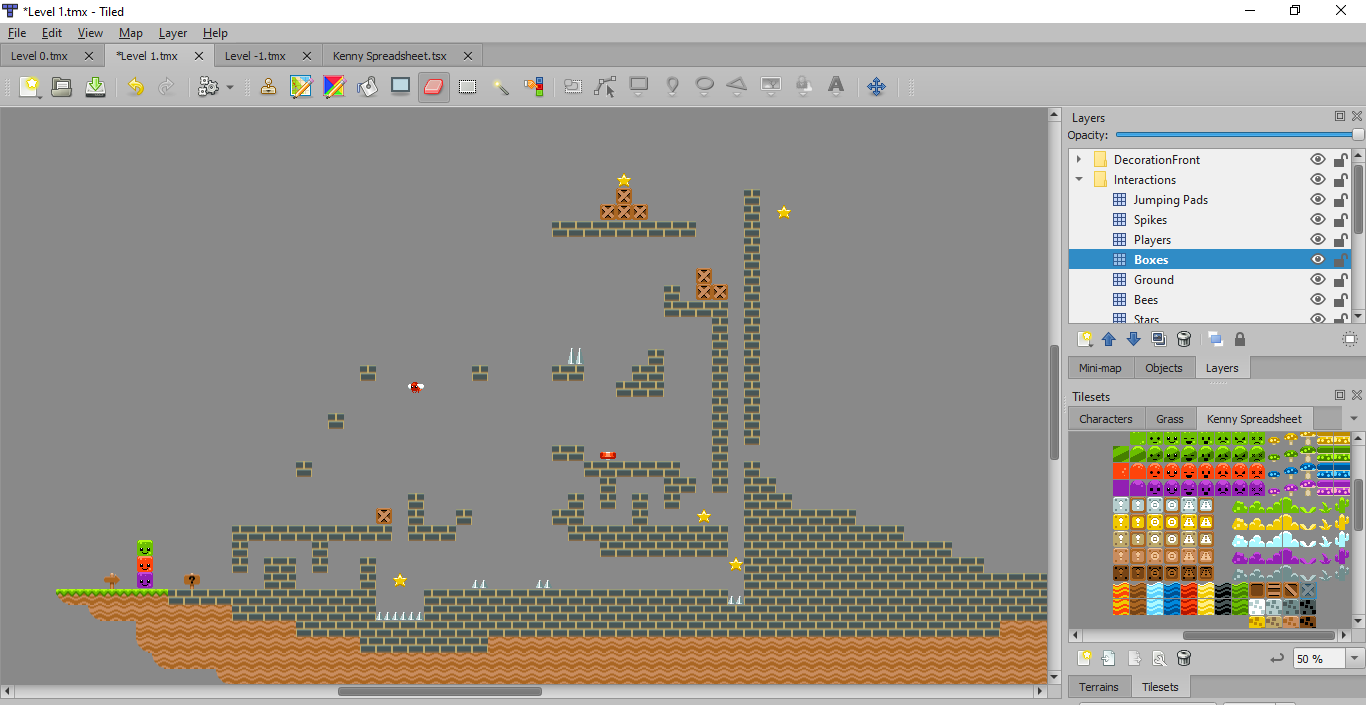 *Level 1.tmx - Tiled
File Edit View Map Layer Help
Level 0.tmx *Level 1.tmx Level -1.tmx Kenny Spreadsheet.tsx
A
Layers
Opacity:
DecorationFront
Interactions
Jumping Pads
Spikes
Players
Boxes
Ground
Bees
Stars
Mini-map Objects Layers
Tilesets
Characters Grass Kenny Spreadsheet
?
50 %
Terrains Tilesets